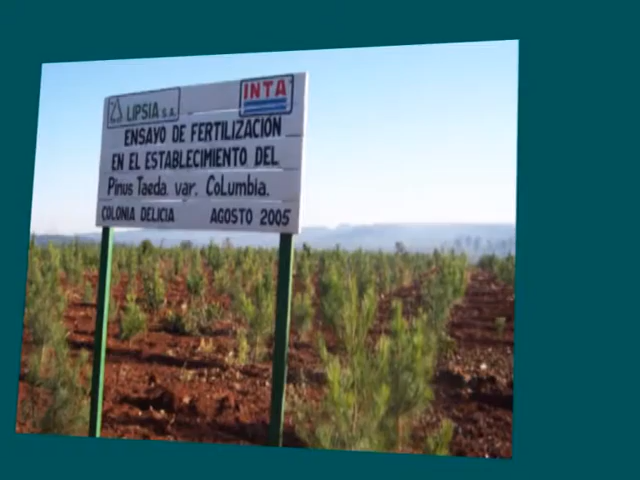 LIPSIA S.A. INTA
ENSAYO DE FERTILIZACIÓN
EN EL ESTABLECIMIENTO DEL
Pinus Taeda. var. CoLumbia.
COLONIA DELICIA AGOSTO 2005